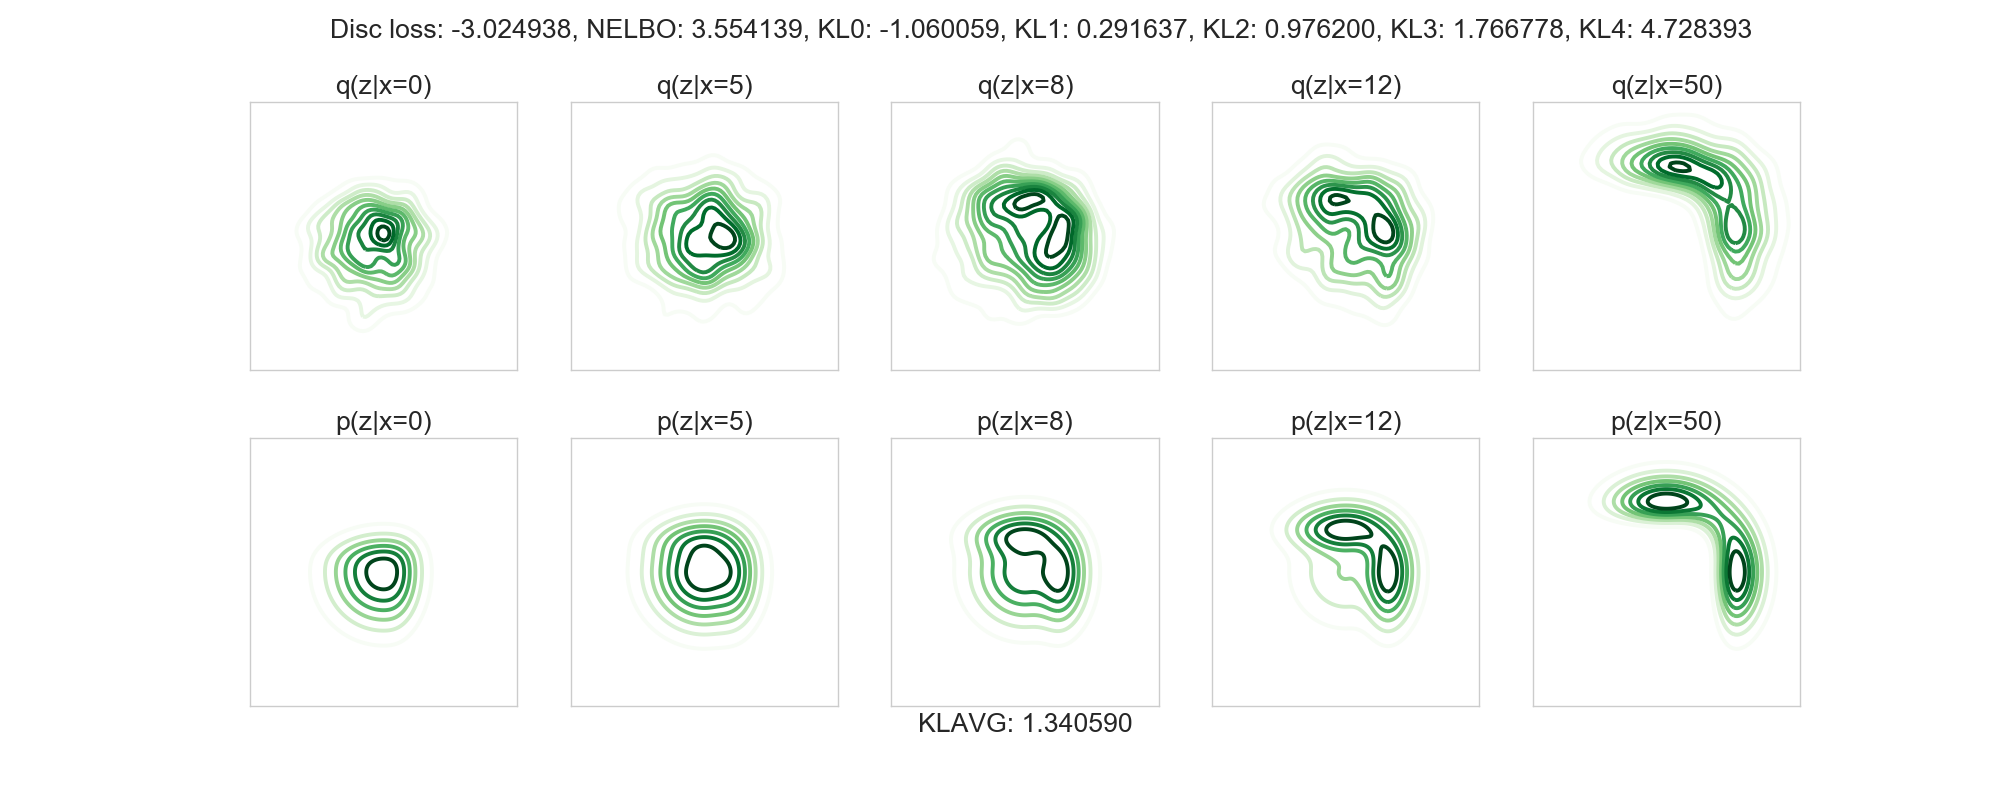 Disc loss: -3.024938, NELBO: 3.554139, KL0: -1.060059, KL1: 0.291637, KL2: 0.976200, KL3: 1.766778, KL4: 4.728393
q(z|x=0) q(z|x=5) q(z|x=8) q(z|x=12) q(z|x=50)
p(z|x=0) p(z|x=5) p(z|x=8) p(z|x=12) p(z|x=50)
KLAVG: 1.340590